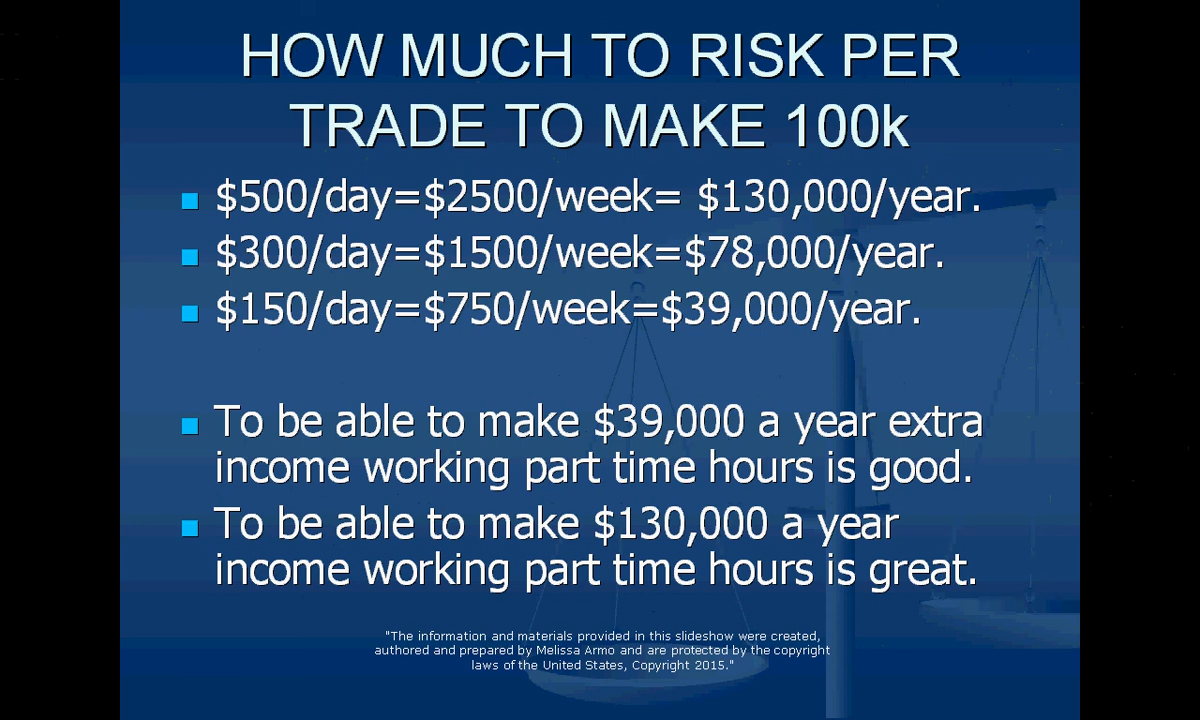 HOW MUCH TO RISK PER
TRADE TO MAKE 100k
$500/day=$2500/week= $130,000/year.
$300/day=$1500/week=$78,000/year.
$150/day=$750/week=$39,000/year.
To be able to make $39,000 a year extra
income working part time hours is good.
To be able to make $130,000 a year
income working part time hours is great.
"The information and materials provided in this slideshow were created,
authored and prepared by Melissa Armo and are protected by the copyright
laws of the United States, Copyright 2015."